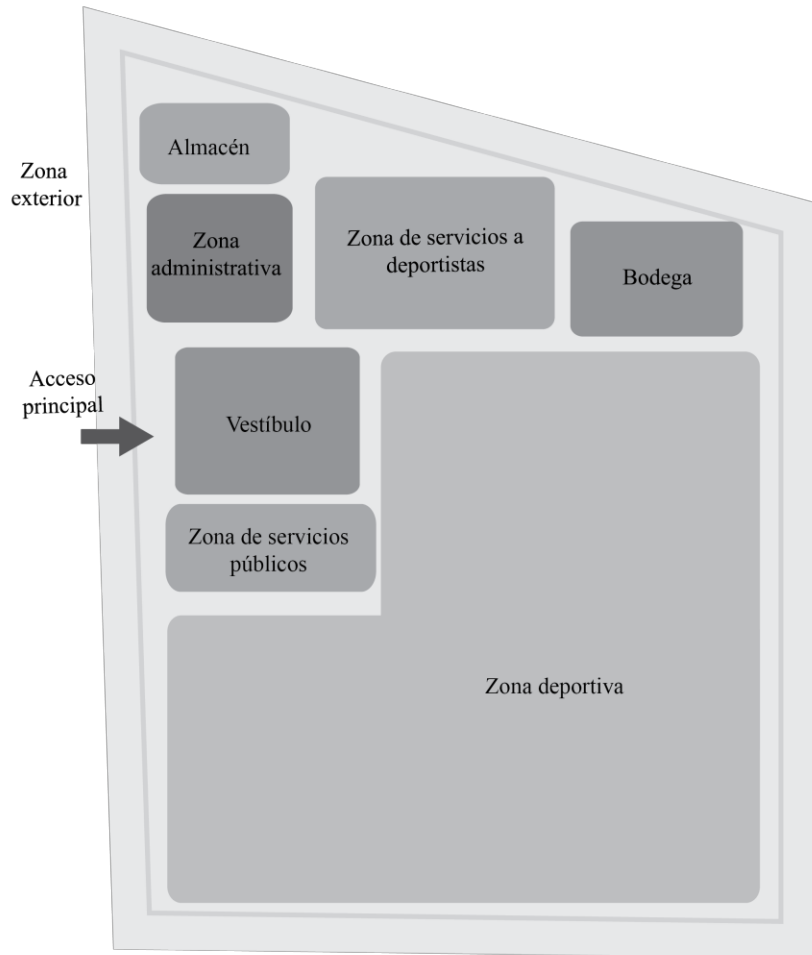 Almacén
Zona
exterior
Zona
administrativa
Zona de servicios a
deportistas
Bodega
Acceso
principal
Vestíbulo
Zona de servicios
públicos
Zona deportiva